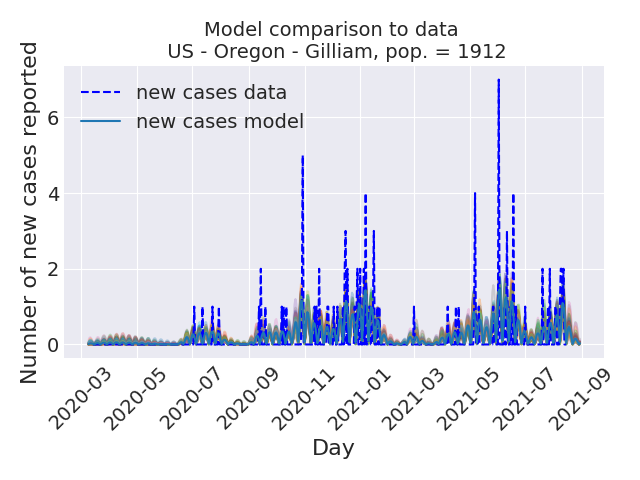 Model comparison to data
US - Oregon - Gilliam, pop. = 1912
Number of new cases reported
new cases data
new cases model
6
4
2
0
2020-03
2020-05
2020-07
2020-09
2020-11
2021-01
2021-03
2021-05
2021-07
2021-09
Day